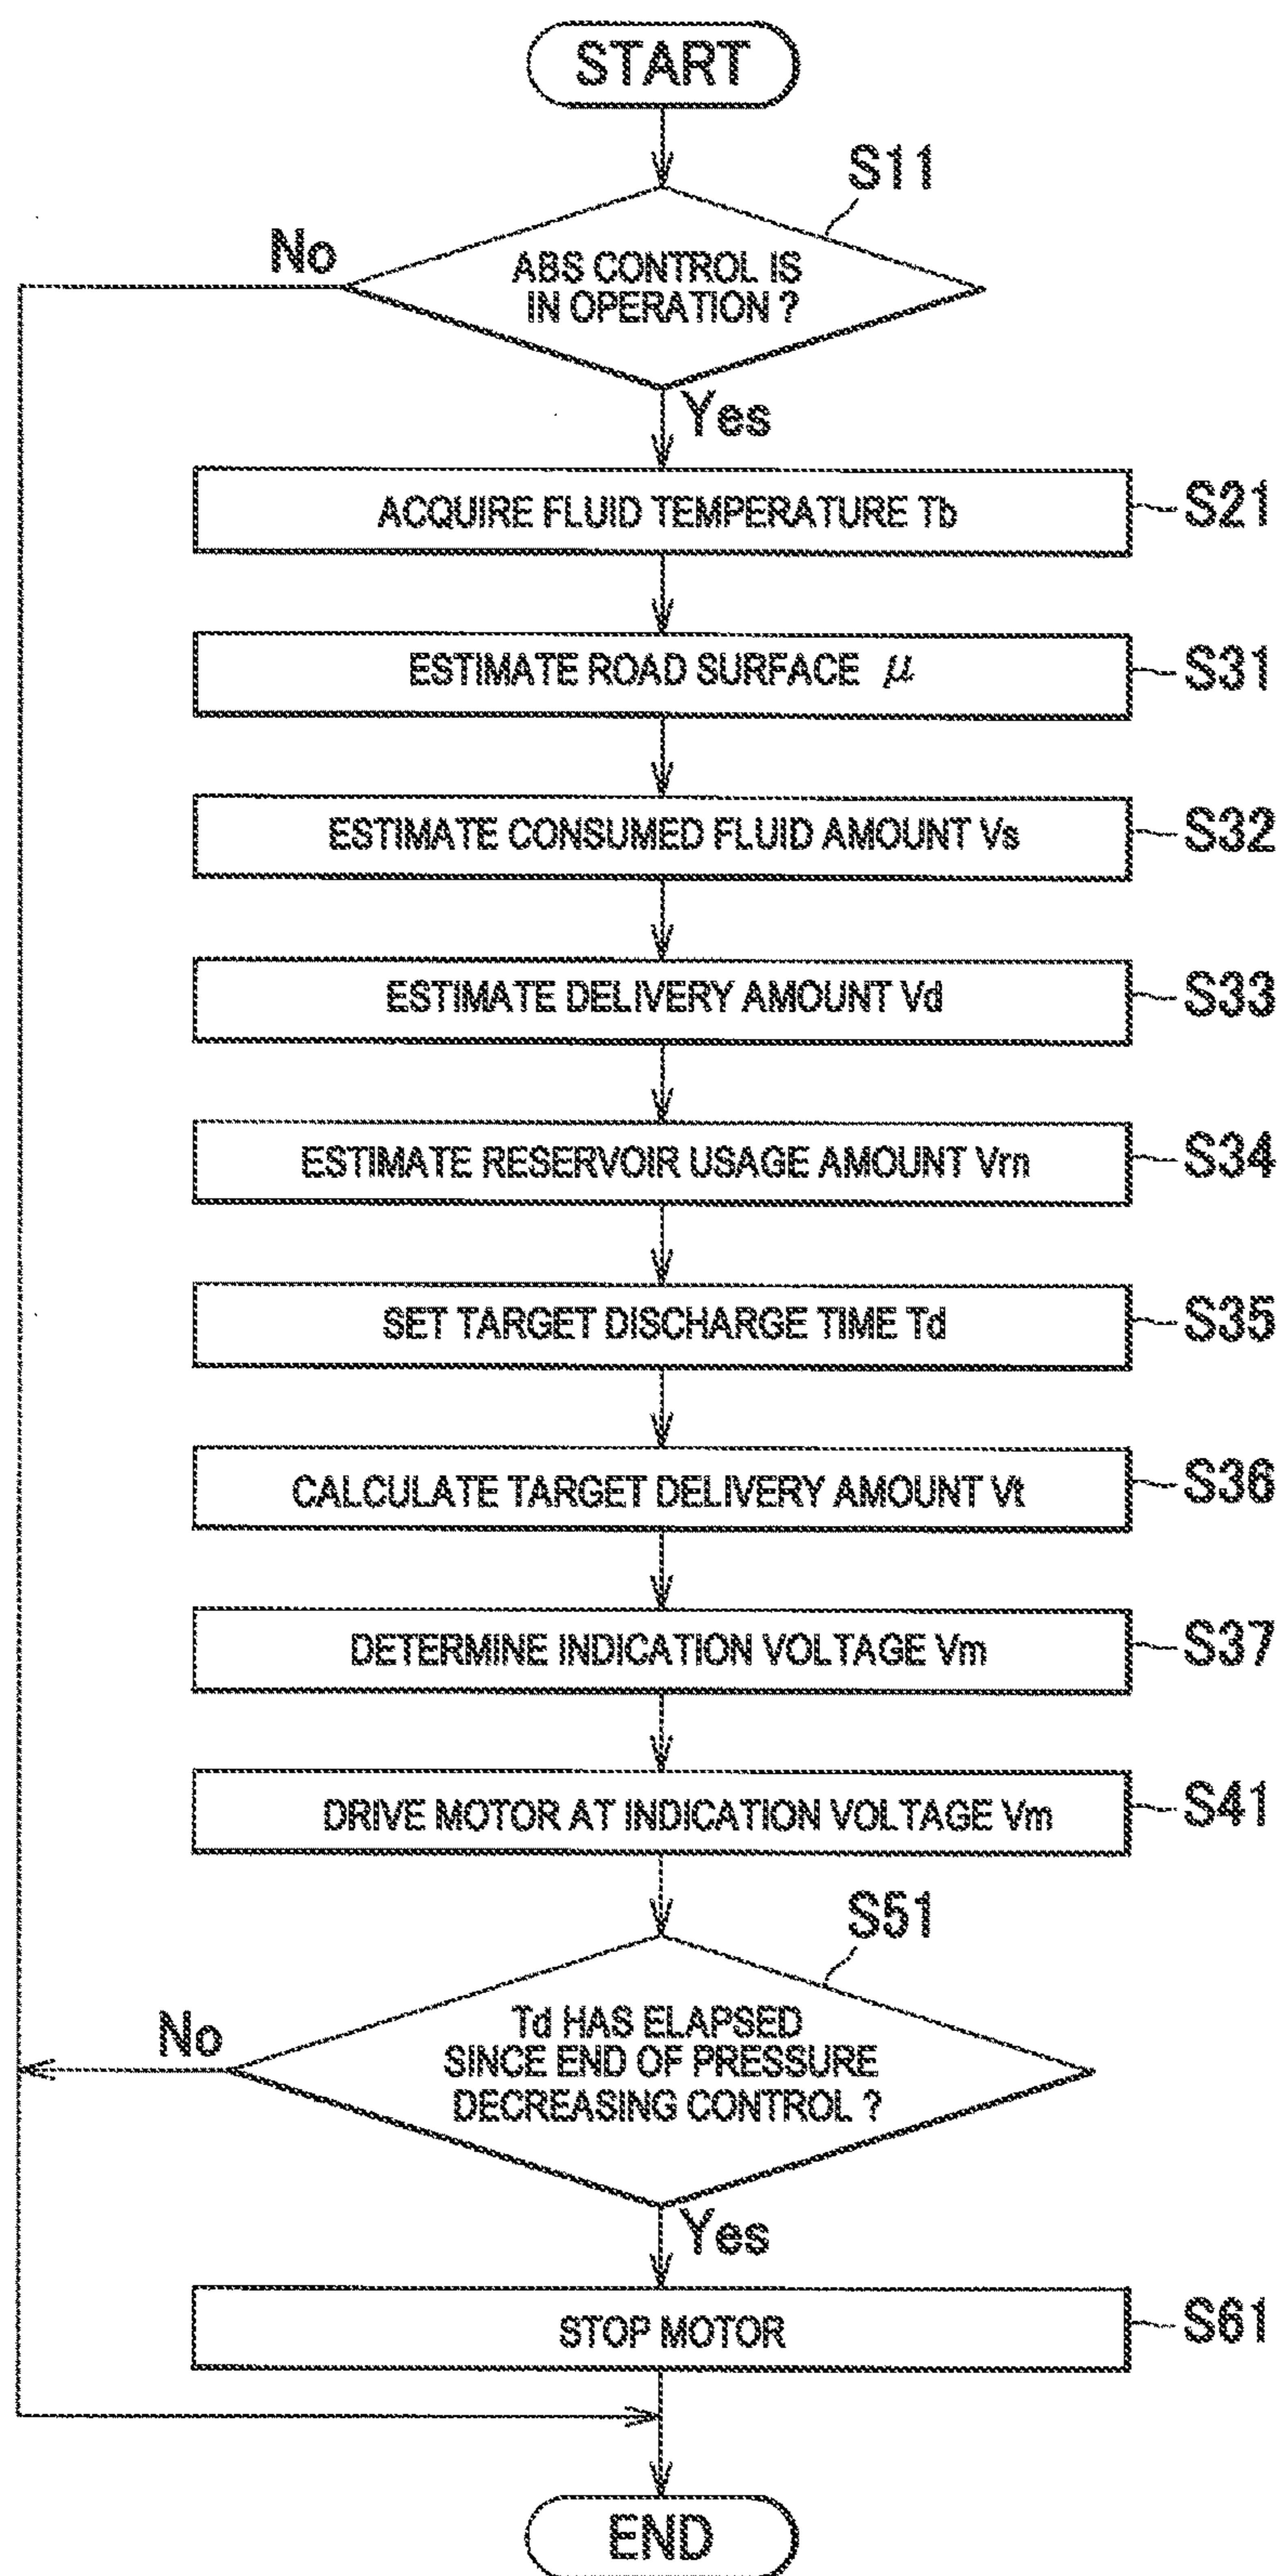 START
S11
No
ABS CONTROL IS
IN OPERATION ?
Yes
ACQUIRE FLUID TEMPERATURE Tb
S21
ESTIMATE ROAD SURFACE μ
S31
ESTIMATE CONSUMED FLUID AMOUNT Vs
S32
ESTIMATE DELIVERY AMOUNT Vd
S33
ESTIMATE RESERVOIR USAGE AMOUNT Vrn
S34
SET TARGET DISCHARGE TIME Td
S35
CALCULATE TARGET DELIVERY AMOUNT Vt
S36
DETERMINE INDICATION VOLTAGE Vm
S37
DRIVE MOTOR AT INDICATION VOLTAGE Vm
S41
S51
No
Td HAS ELAPSED
SINCE END OF PRESSURE
DECREASING CONTROL ?
Yes
STOP MOTOR
S61
END